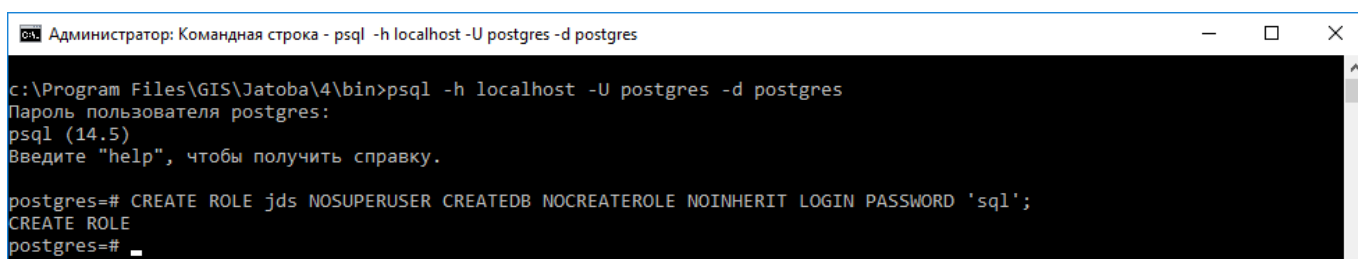 Администратор: Командная строка - psql -h localhost -U postgres -d postgres
c:\Program Files\GIS\Jatoba\4\bin>psql -h localhost -U postgres -d postgres
Пароль пользователя postgres:
psql (14.5)
Введите "help", чтобы получить справку.
postgres=# CREATE ROLE jds NOSUPERUSER CREATEDB NOCREATEROLE NOINHERIT LOGIN PASSWORD 'sql';
CREATE ROLE
postgres=#